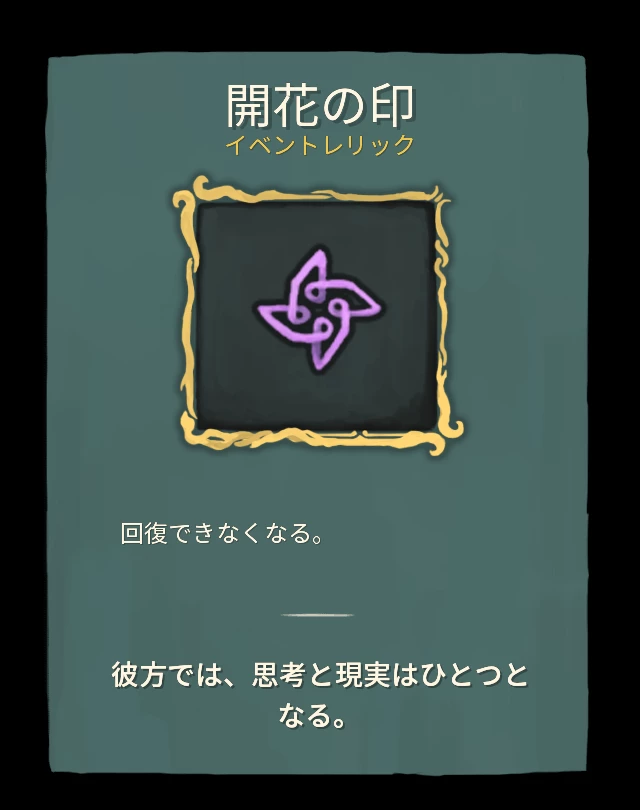 開花の印
イベントレリック
回復できなくなる。
彼方では、思考と現実はひとつと
なる。